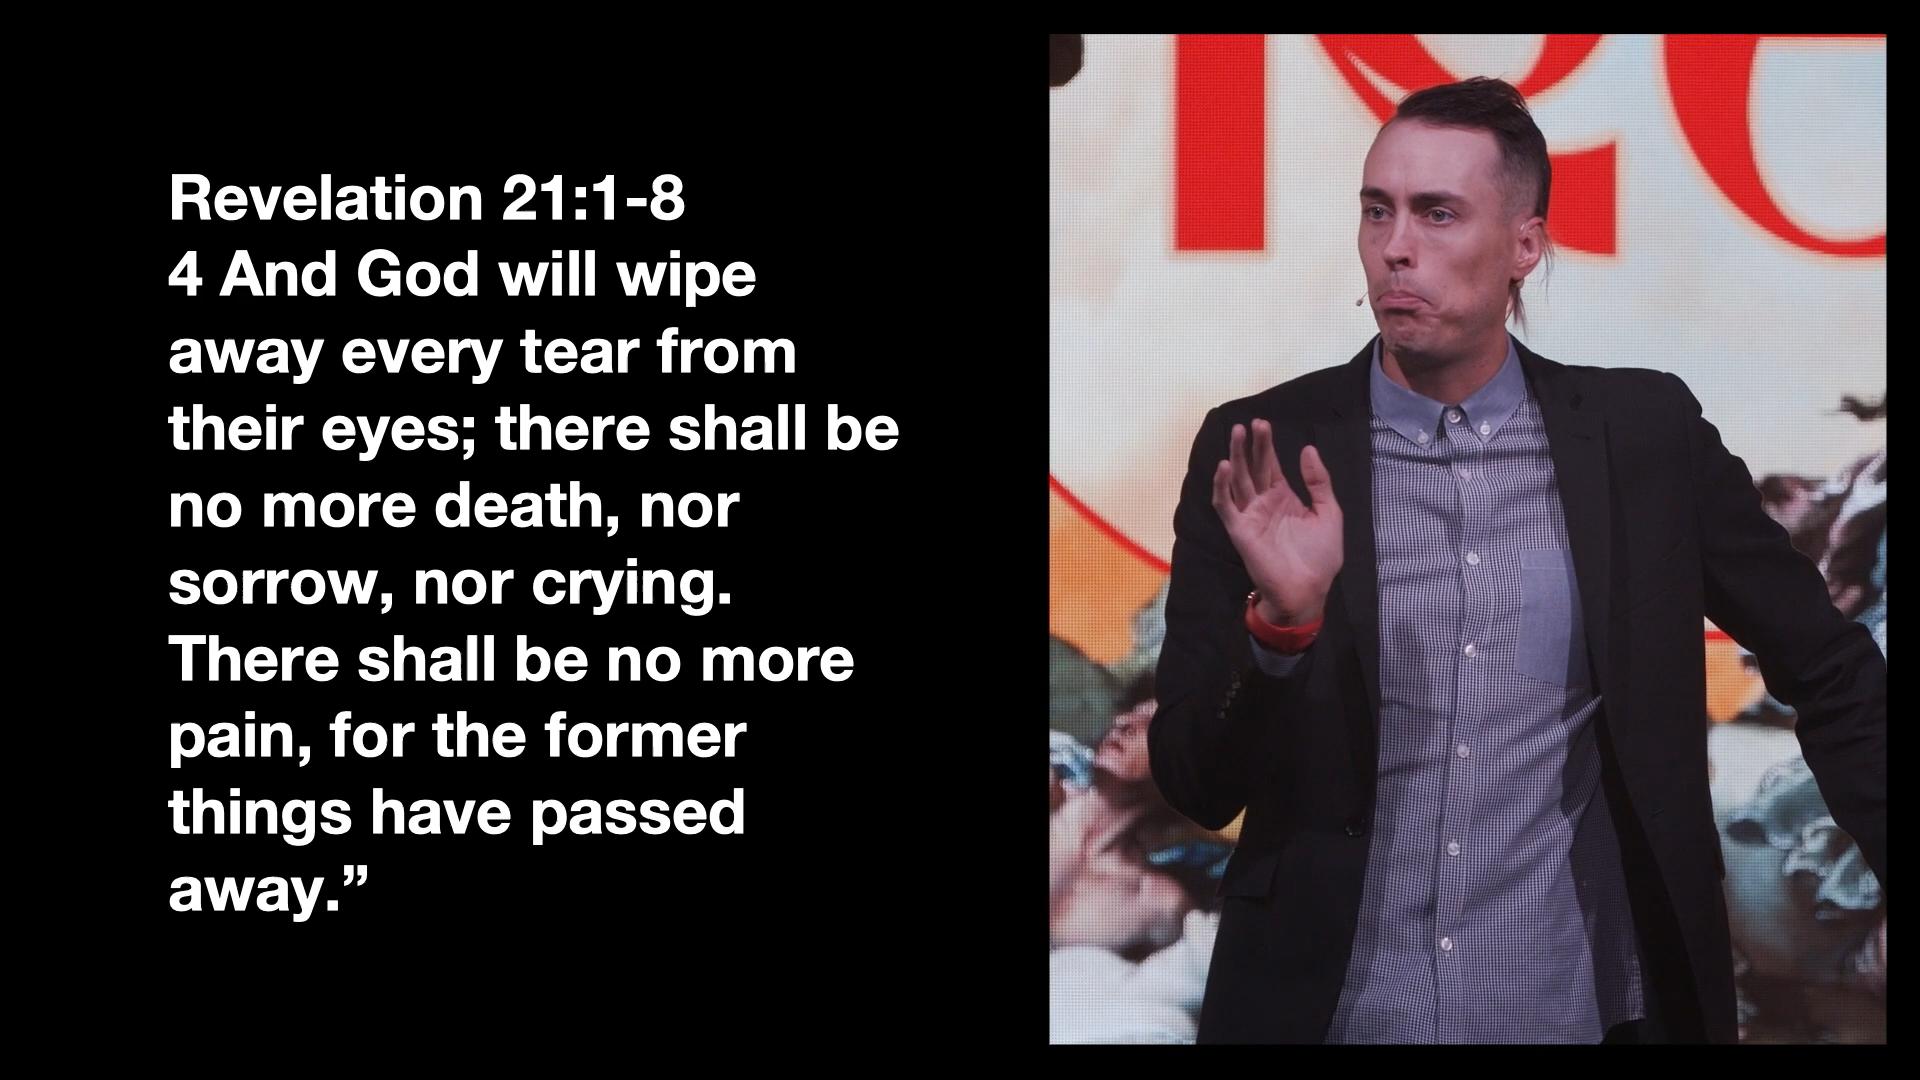 Revelation 21:1-8
4 And God will wipe
away every tear from
their eyes; there shall be
no more death, nor
sorrow, nor crying.
There shall be no more
pain, for the former
things have passed
away.”